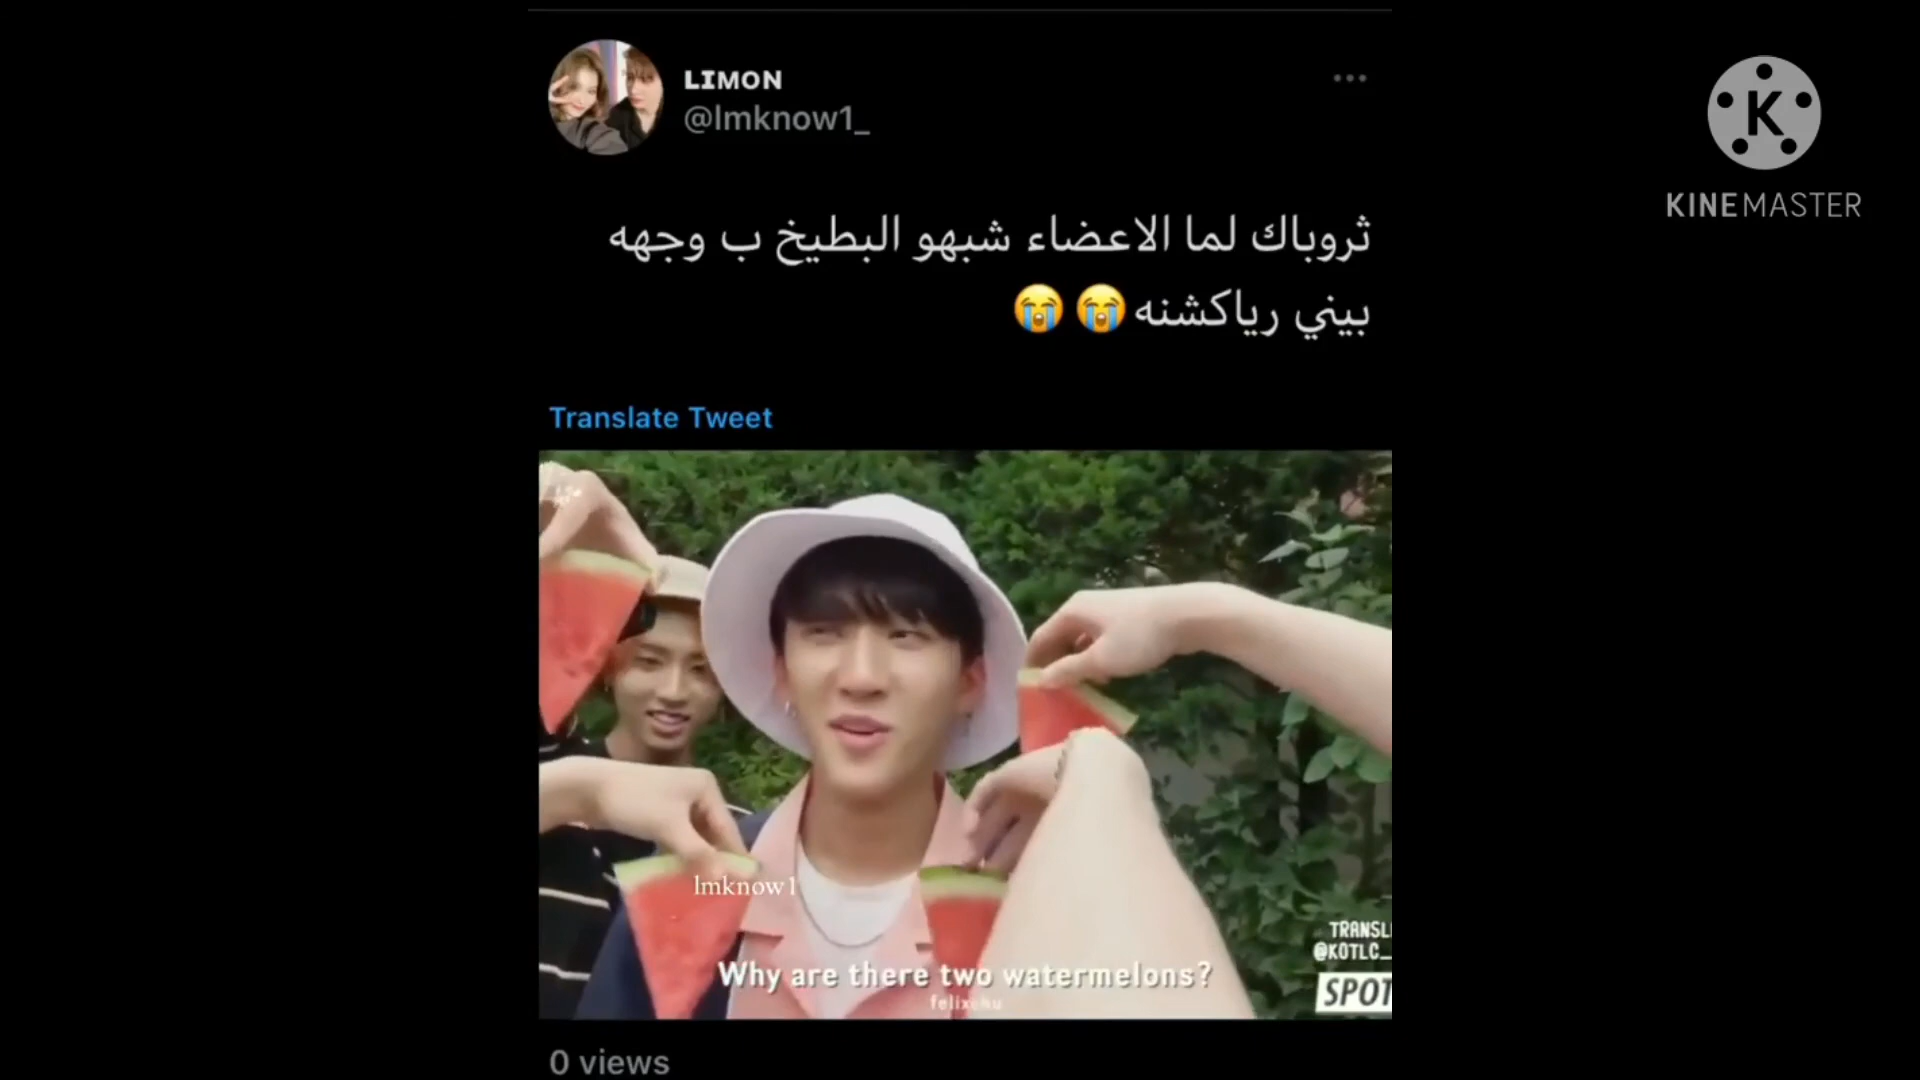 LIMON
@lmknow1_
KINEMASTER
ثروباك لما الاعضاء شبهو البطيخ ب وجهه
بيني رياكشنه 😭😭
Translate Tweet
lmknow1
TRANSL
@KOTLC_
Why are there two watermelons?
SPOT
0 views